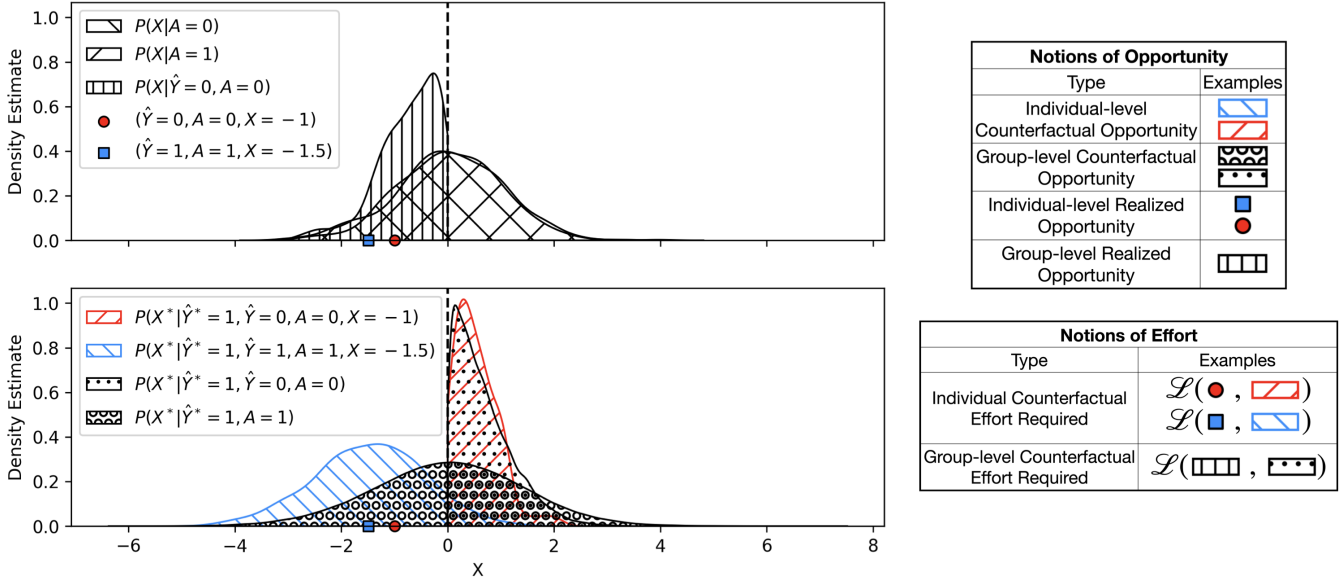 1.0
0.8
0.6
0.4
0.2
0.0
Density Estimate
P(X|A = 0)
P(X|A = 1)
P(X|Ŷ = 0, A = 0)
(Ŷ = 0, A = 0, X = −1)
(Ŷ = 1, A = 1, X = −1.5)
1.0
0.8
0.6
0.4
0.2
0.0
Density Estimate
P(X*|Ŷ* = 1, Ŷ = 0, A = 0, X = −1)
P(X*|Ŷ* = 1, Ŷ = 1, A = 1, X = −1.5)
P(X*|Ŷ* = 1, Ŷ = 0, A = 0)
P(X*|Ŷ* = 1, A = 1)
−6 −4 −2 0 2 4 6 8
X
Notions of Opportunity
Type Examples
Individual-level
Counterfactual Opportunity
Group-level Counterfactual
Opportunity
Individual-level Realized
Opportunity
Group-level Realized
Opportunity
Notions of Effort
Type Examples
Individual Counterfactual
Effort Required
ℒ( , )
ℒ( , )
Group-level Counterfactual
Effort Required
ℒ( , )